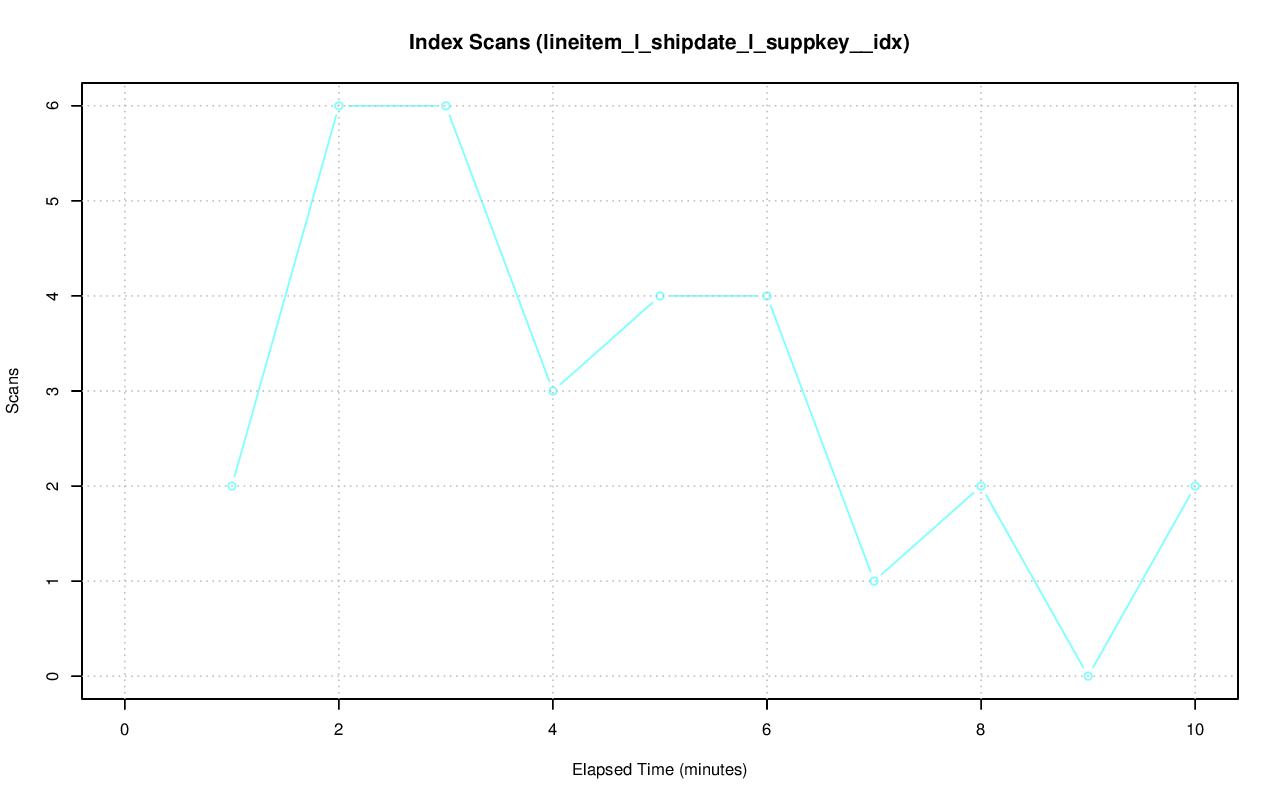 Index Scans (lineitem_l_shipdate_l_suppkey__idx)
6
5
4
3
2
1
0
Scans
0 2 4 6 8 10
Elapsed Time (minutes)